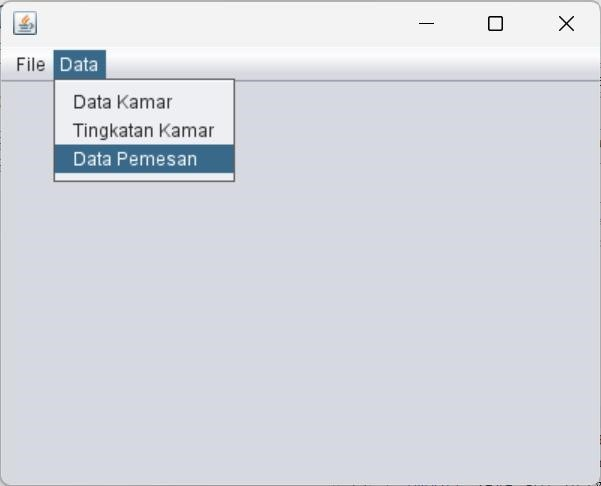 File Data
Data Kamar
Tingkatan Kamar
Data Pemesan